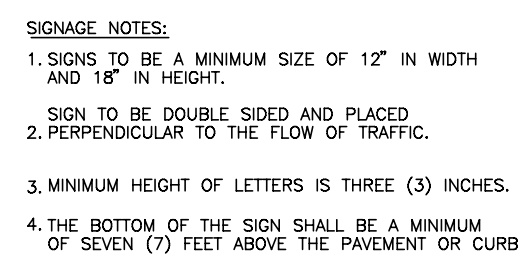 SIGNAGE NOTES:
1. SIGNS TO BE A MINIMUM SIZE OF 12" IN WIDTH
AND 18" IN HEIGHT.
SIGN TO BE DOUBLE SIDED AND PLACED
2. PERPENDICULAR TO THE FLOW OF TRAFFIC.
3. MINIMUM HEIGHT OF LETTERS IS THREE (3) INCHES.
4. THE BOTTOM OF THE SIGN SHALL BE A MINIMUM
OF SEVEN (7) FEET ABOVE THE PAVEMENT OR CURB